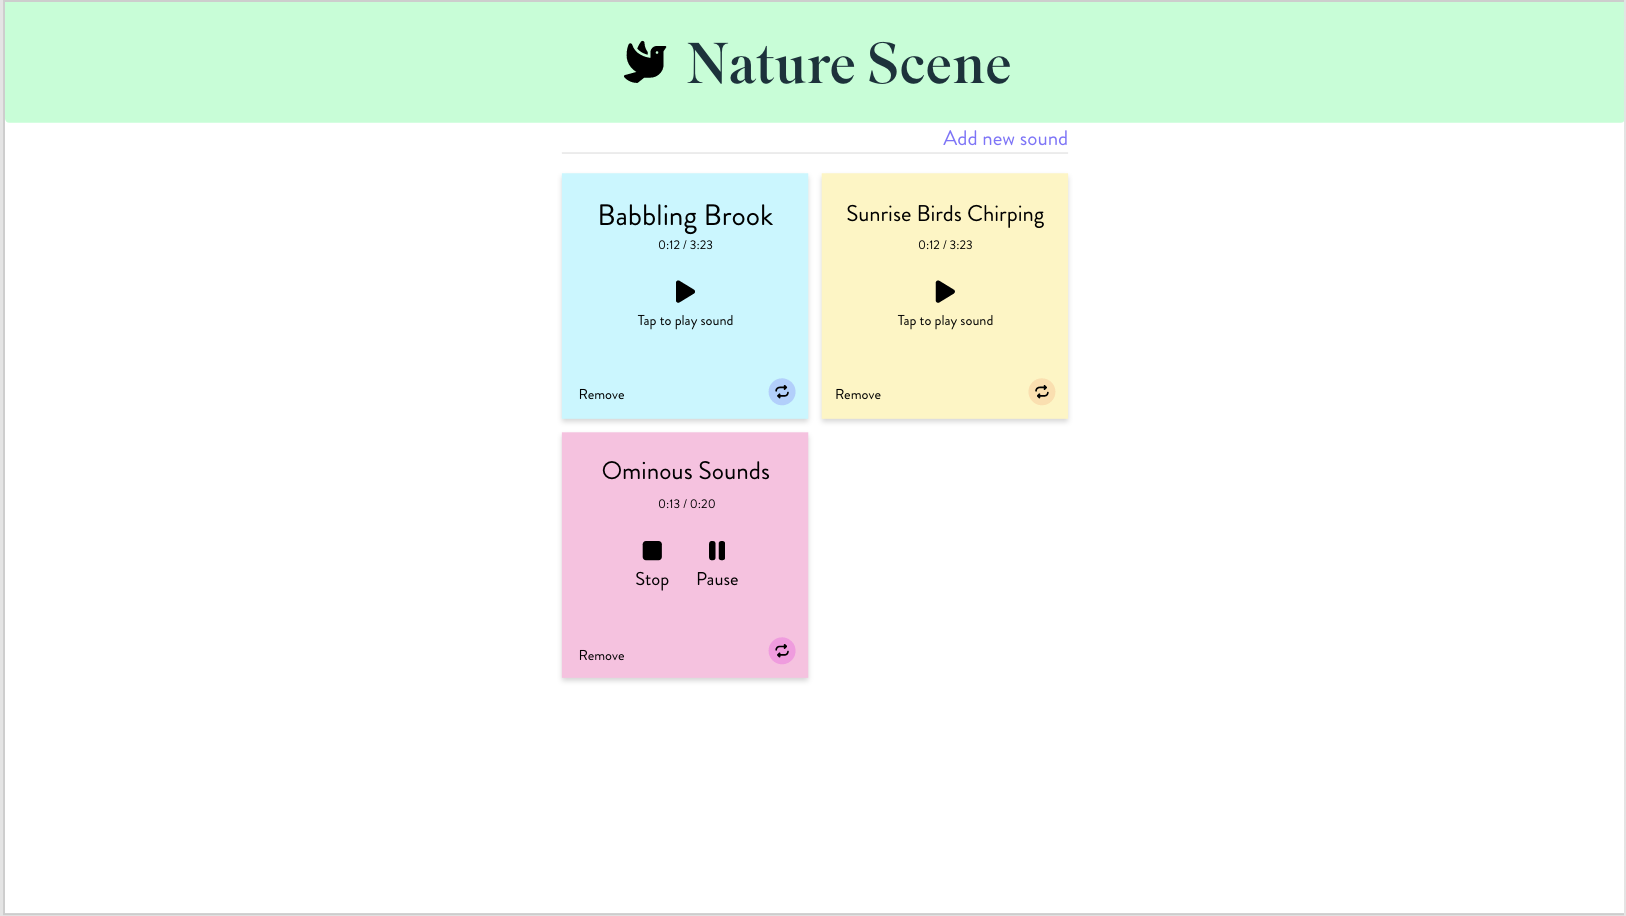 Nature Scene
Add new sound
Babbling Brook
0:12 / 3:23
Tap to play sound
Remove
Sunrise Birds Chirping
0:12 / 3:23
Tap to play sound
Remove
Ominous Sounds
0:13 / 0:20
Stop Pause
Remove